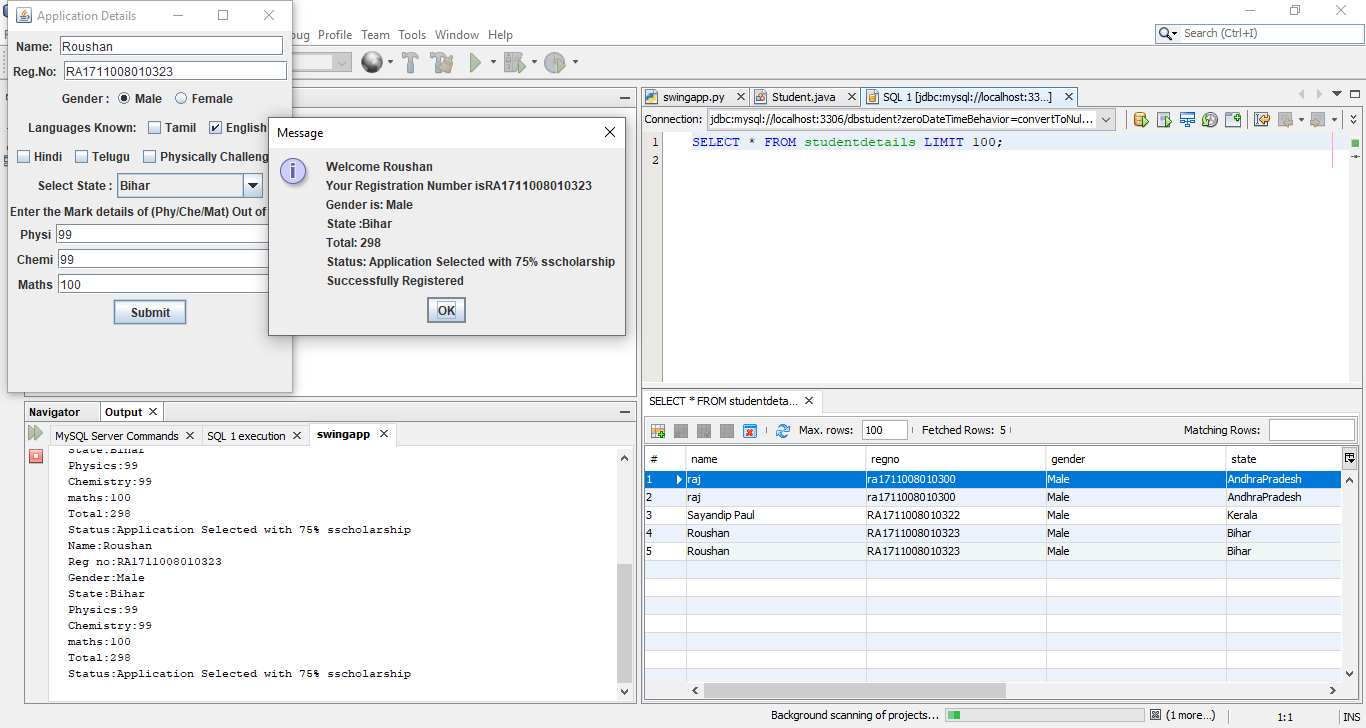 Application Details
Name: Roushan
Reg.No: RA1711008010323
Gender : Male Female
Languages Known: Tamil English
Hindi Telugu Physically Challeng
Select State : Bihar
Enter the Mark details of (Phy/Che/Mat) Out of
Physi 99
Chemi 99
Maths 100
Submit
Profile Team Tools Window Help
Search (Ctrl+I)
Message
Welcome Roushan
Your Registration Number isRA1711008010323
Gender is: Male
State :Bihar
Total: 298
Status: Application Selected with 75% sscholarship
Successfully Registered
OK
swingapp.py Student.java SQL 1 [jdbc:mysql://localhost:33...]
Connection: jdbc:mysql://localhost:3306/dbstudent?zeroDateTimeBehavior=convertToNul...
1 SELECT * FROM studentdetails LIMIT 100;
2
Navigator Output
MySQL Server Commands SQL 1 execution swingapp
State:Bihar
Physics:99
Chemistry:99
maths:100
Total:298
Status:Application Selected with 75% sscholarship
Name:Roushan
Reg no:RA1711008010323
Gender:Male
State:Bihar
Physics:99
Chemistry:99
maths:100
Total:298
Status:Application Selected with 75% sscholarship
SELECT * FROM studentdeta...
Max. rows: 100 Fetched Rows: 5 Matching Rows:
# name regno gender state
1 raj ra1711008010300 Male AndhraPradesh
2 raj ra1711008010300 Male AndhraPradesh
3 Sayandip Paul RA1711008010322 Male Kerala
4 Roushan RA1711008010323 Male Bihar
5 Roushan RA1711008010323 Male Bihar
Background scanning of projects... (1 more...) 1:1 INS